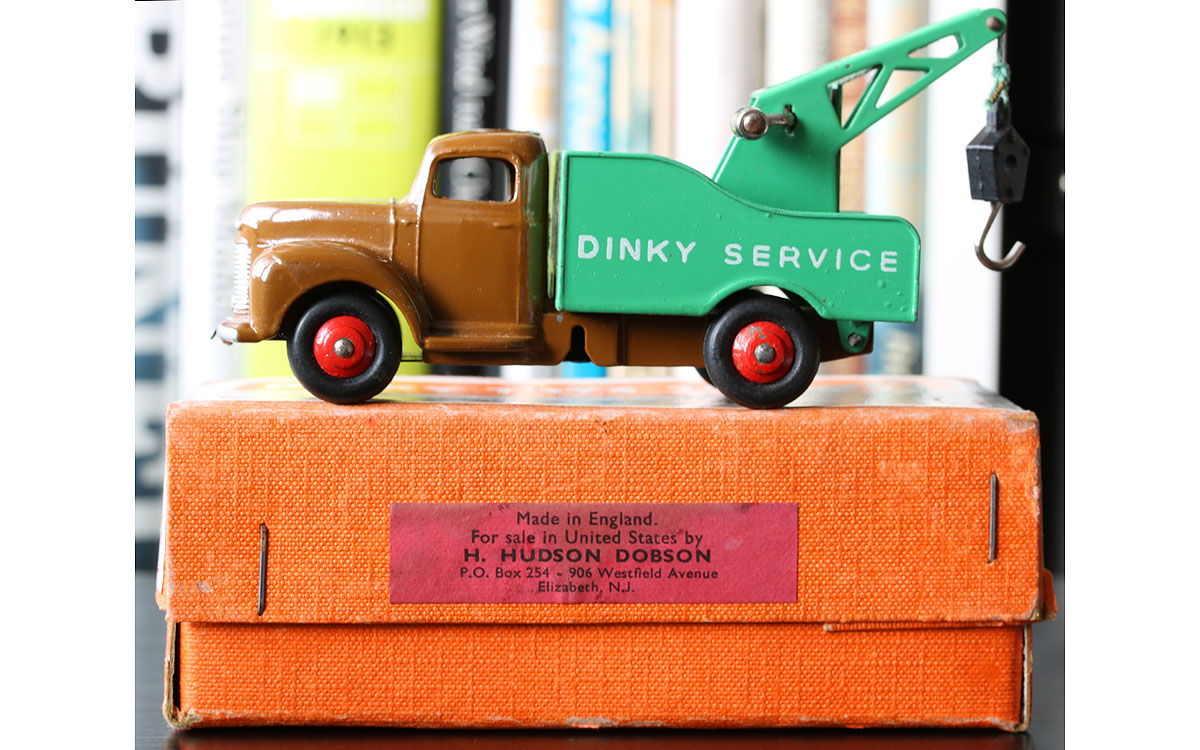 DINKY SERVICE
Made in England.
For sale in United States by
H. HUDSON DOBSON
P.O. Box 254 - 906 Westfield Avenue
Elizabeth, N.J.